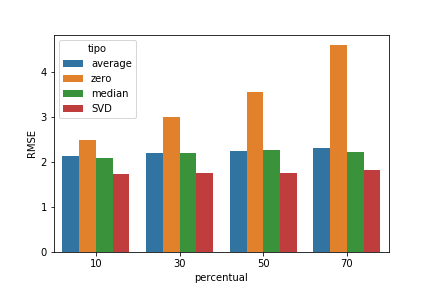 tipo
average
zero
median
SVD
RMSE
4
3
2
1
0
10 30 50 70
percentual